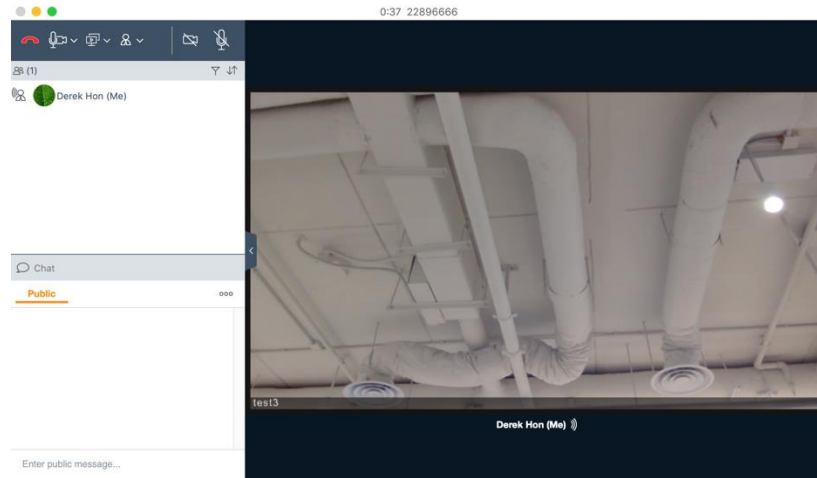 0:37 22896666
(1)
Derek Hon (Me)
Chat
Public
test3
Derek Hon (Me)
Enter public message...